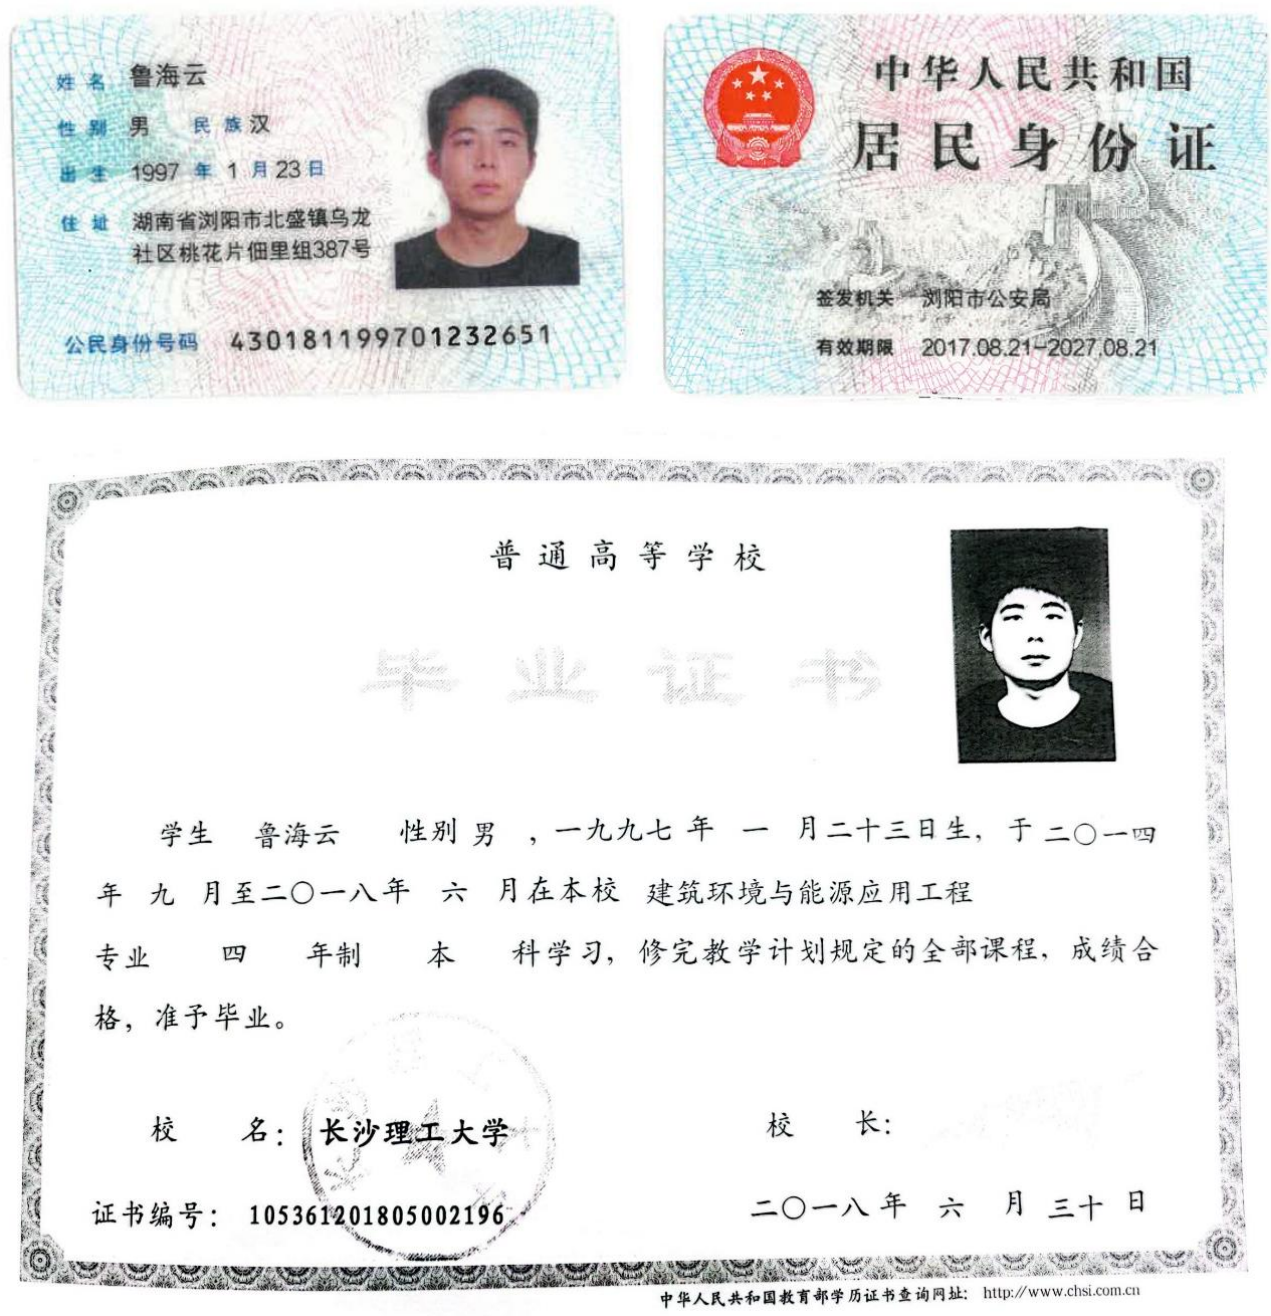 姓名 鲁海云
性别 男 民族 汉
出生 1997 年 1 月 23 日
住址 湖南省浏阳市北盛镇乌龙
社区桃花片佃里组387号
公民身份号码 430181199701232651
中华人民共和国
居民身份证
签发机关 浏阳市公安局
有效期限 2017.08.21-2027.08.21
普通高等学校
毕业证书
学生 鲁海云 性别 男 ,一九九七 年 一 月二十三日生,于 二〇一四
年 九 月至二〇一八年 六 月在本校 建筑环境与能源应用工程
专业 四 年制 本 科学习,修完教学计划规定的全部课程,成绩合
格,准予毕业。
校 名: 长沙理工大学
校 长:
证书编号: 105361201805002196
二〇一八年 六 月 三十 日
中华人民共和国教育部学历证书查询网址: http://www.chsi.com.cn